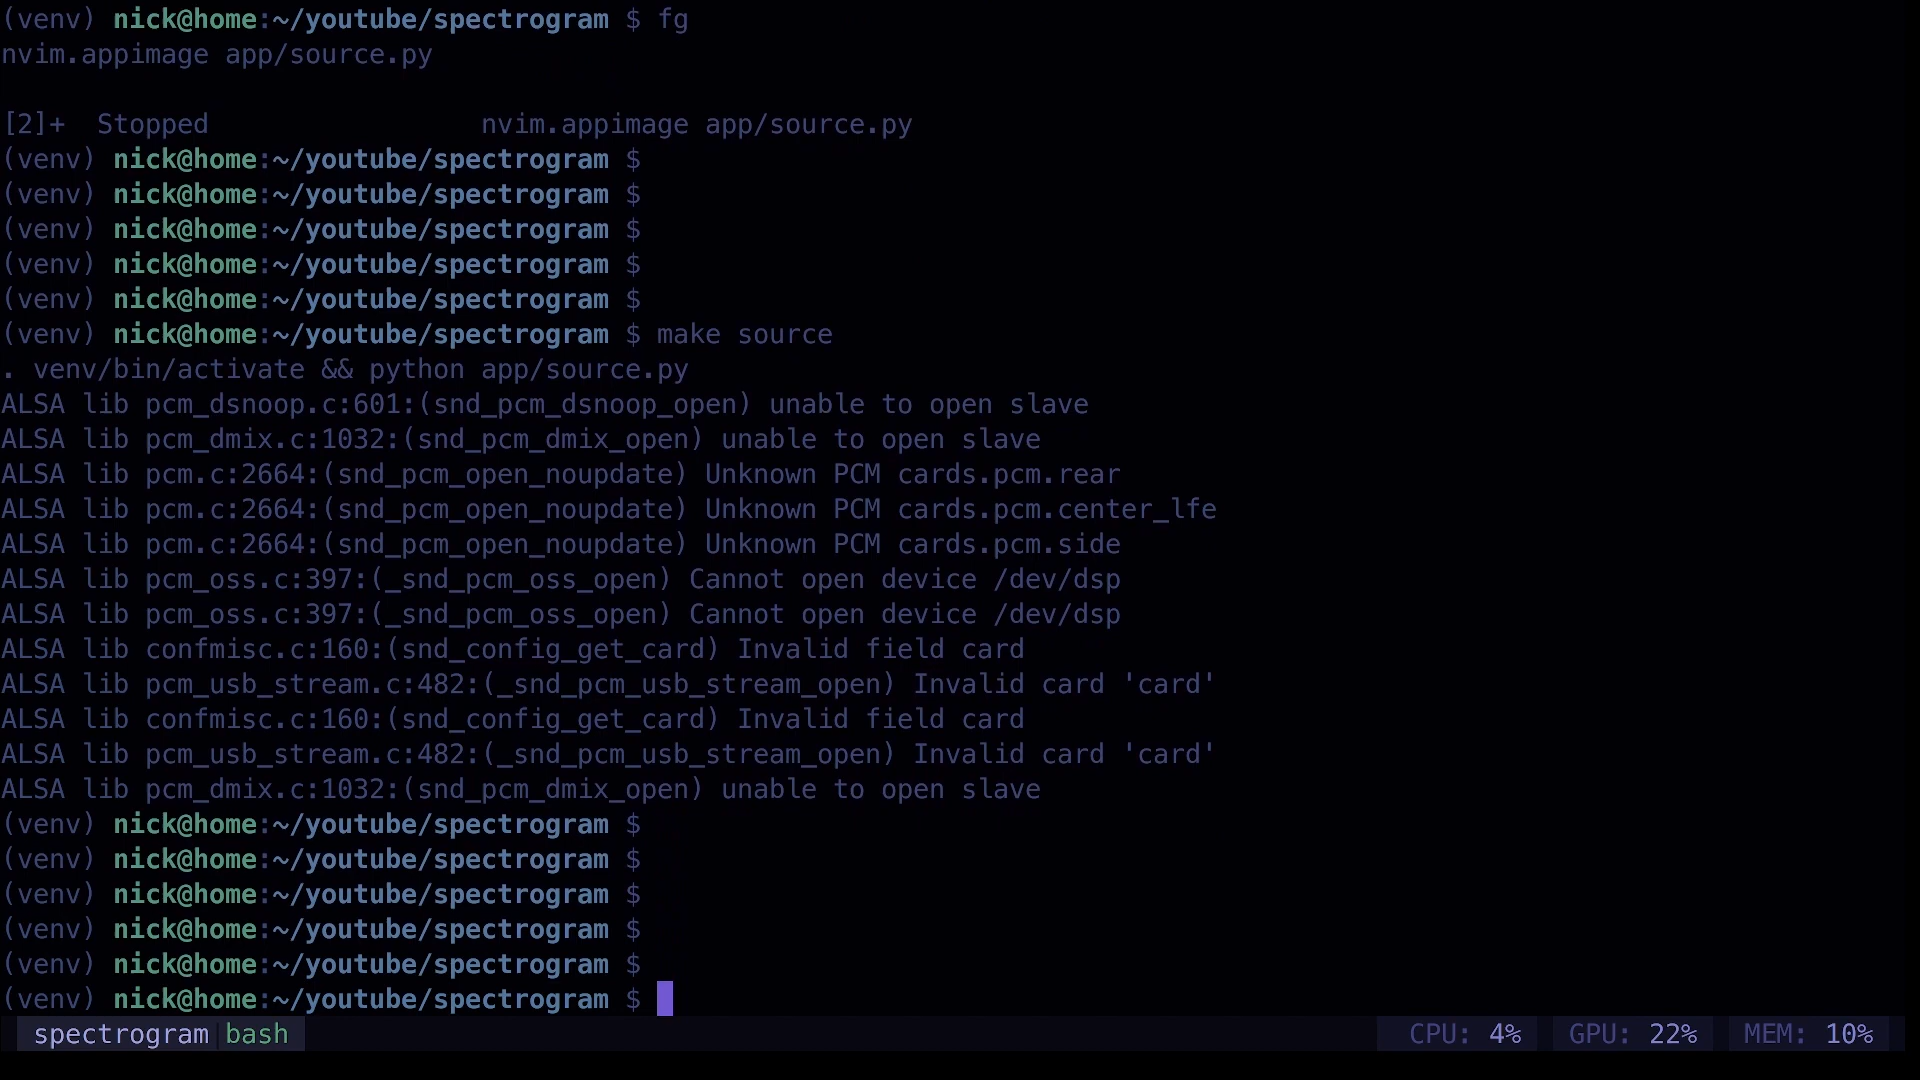 (venv) nick@home:~/youtube/spectrogram $ fg
nvim.appimage app/source.py
[2]+  Stopped                 nvim.appimage app/source.py
(venv) nick@home:~/youtube/spectrogram $
(venv) nick@home:~/youtube/spectrogram $
(venv) nick@home:~/youtube/spectrogram $
(venv) nick@home:~/youtube/spectrogram $
(venv) nick@home:~/youtube/spectrogram $
(venv) nick@home:~/youtube/spectrogram $ make source
. venv/bin/activate && python app/source.py
ALSA lib pcm_dsnoop.c:601:(snd_pcm_dsnoop_open) unable to open slave
ALSA lib pcm_dmix.c:1032:(snd_pcm_dmix_open) unable to open slave
ALSA lib pcm.c:2664:(snd_pcm_open_noupdate) Unknown PCM cards.pcm.rear
ALSA lib pcm.c:2664:(snd_pcm_open_noupdate) Unknown PCM cards.pcm.center_lfe
ALSA lib pcm.c:2664:(snd_pcm_open_noupdate) Unknown PCM cards.pcm.side
ALSA lib pcm_oss.c:397:(_snd_pcm_oss_open) Cannot open device /dev/dsp
ALSA lib pcm_oss.c:397:(_snd_pcm_oss_open) Cannot open device /dev/dsp
ALSA lib confmisc.c:160:(snd_config_get_card) Invalid field card
ALSA lib pcm_usb_stream.c:482:(_snd_pcm_usb_stream_open) Invalid card 'card'
ALSA lib confmisc.c:160:(snd_config_get_card) Invalid field card
ALSA lib pcm_usb_stream.c:482:(_snd_pcm_usb_stream_open) Invalid card 'card'
ALSA lib pcm_dmix.c:1032:(snd_pcm_dmix_open) unable to open slave
(venv) nick@home:~/youtube/spectrogram $
(venv) nick@home:~/youtube/spectrogram $
(venv) nick@home:~/youtube/spectrogram $
(venv) nick@home:~/youtube/spectrogram $
(venv) nick@home:~/youtube/spectrogram $
(venv) nick@home:~/youtube/spectrogram $
spectrogram bash CPU: 4% GPU: 22% MEM: 10%